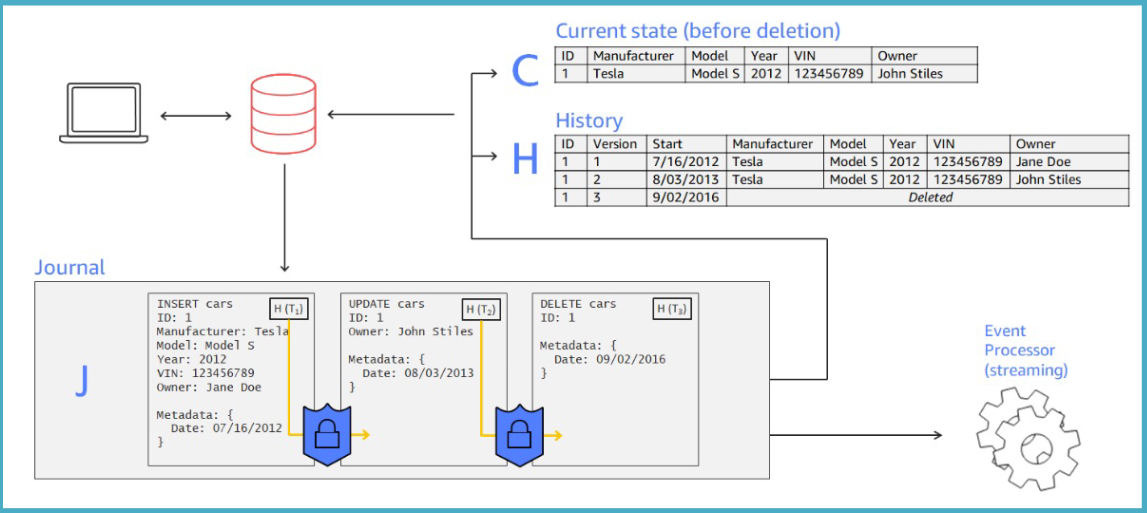 Current state (before deletion)
C
ID Manufacturer Model Year VIN Owner
1 Tesla Model S 2012 123456789 John Stiles
History
H
ID Version Start Manufacturer Model Year VIN Owner
1 1 7/16/2012 Tesla Model S 2012 123456789 Jane Doe
1 2 8/03/2013 Tesla Model S 2012 123456789 John Stiles
1 3 9/02/2016 Deleted
Journal
J
INSERT cars
H (T1)
ID: 1
Manufacturer: Tesla
Model: Model S
Year: 2012
VIN: 123456789
Owner: Jane Doe
Metadata: {
Date: 07/16/2012
}
UPDATE cars
H (T2)
ID: 1
Owner: John Stiles
Metadata: {
Date: 08/03/2013
}
DELETE cars
H (T3)
ID: 1
Metadata: {
Date: 09/02/2016
}
Event
Processor
(streaming)